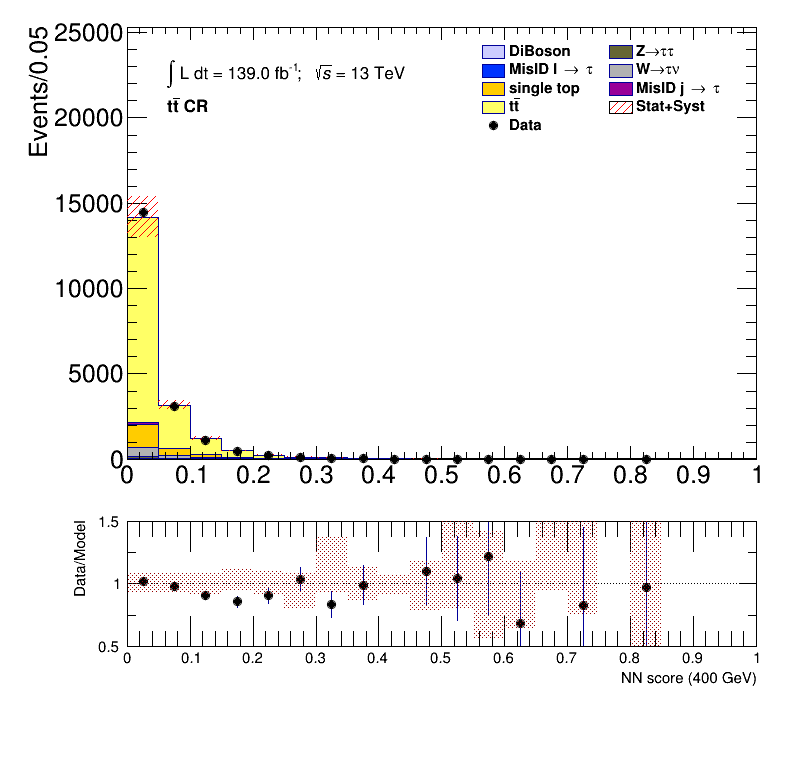 Events/0.05
25000
20000
15000
10000
5000
0
∫ L dt = 139.0 fb⁻¹; √s = 13 TeV
tt̄ CR
DiBoson
MisID l → τ
single top
tt̄
Data
Z→ττ
W→τν
MisID j → τ
Stat+Syst
0 0.1 0.2 0.3 0.4 0.5 0.6 0.7 0.8 0.9 1
Data/Model
1.5
1
0.5
0 0.1 0.2 0.3 0.4 0.5 0.6 0.7 0.8 0.9 1
NN score (400 GeV)